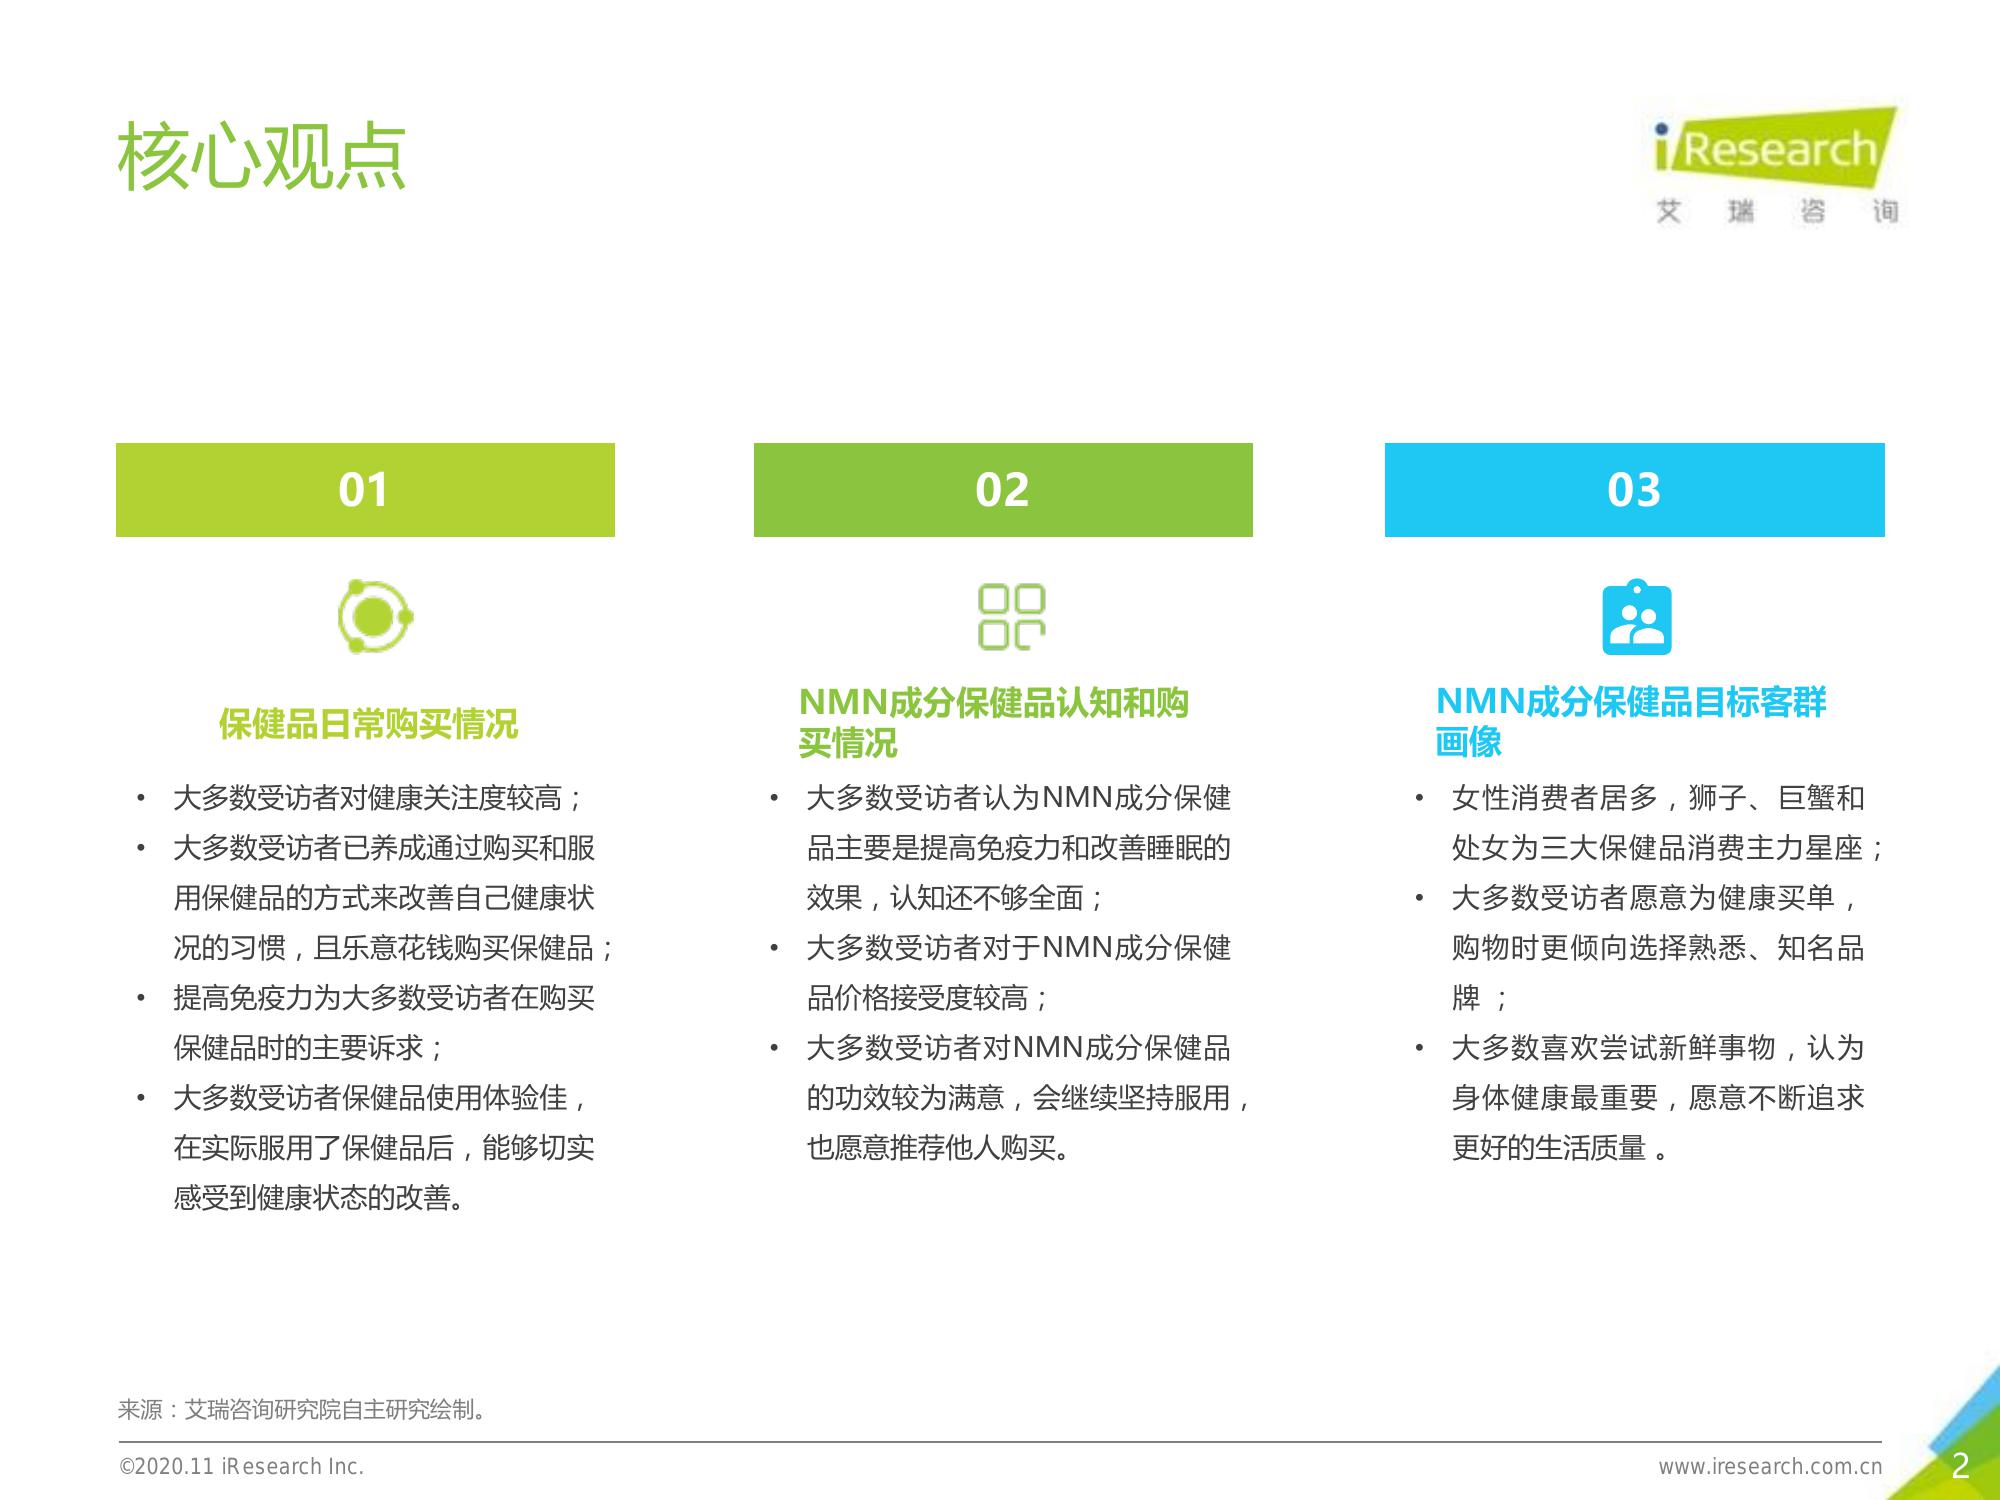 核心观点
iResearch
艾瑞咨询
01
保健品日常购买情况
• 大多数受访者对健康关注度较高；
• 大多数受访者已养成通过购买和服
用保健品的方式来改善自己健康状
况的习惯，且乐意花钱购买保健品；
• 提高免疫力为大多数受访者在购买
保健品时的主要诉求；
• 大多数受访者保健品使用体验佳，
在实际服用了保健品后，能够切实
感受到健康状态的改善。
02
NMN成分保健品认知和购
买情况
• 大多数受访者认为NMN成分保健
品主要是提高免疫力和改善睡眠的
效果，认知还不够全面；
• 大多数受访者对于NMN成分保健
品价格接受度较高；
• 大多数受访者对NMN成分保健品
的功效较为满意，会继续坚持服用，
也愿意推荐他人购买。
03
NMN成分保健品目标客群
画像
• 女性消费者居多，狮子、巨蟹和
处女为三大保健品消费主力星座；
• 大多数受访者愿意为健康买单，
购物时更倾向选择熟悉、知名品
牌 ；
• 大多数喜欢尝试新鲜事物，认为
身体健康最重要，愿意不断追求
更好的生活质量 。
来源：艾瑞咨询研究院自主研究绘制。
©2020.11 iResearch Inc.
www.iresearch.com.cn
2